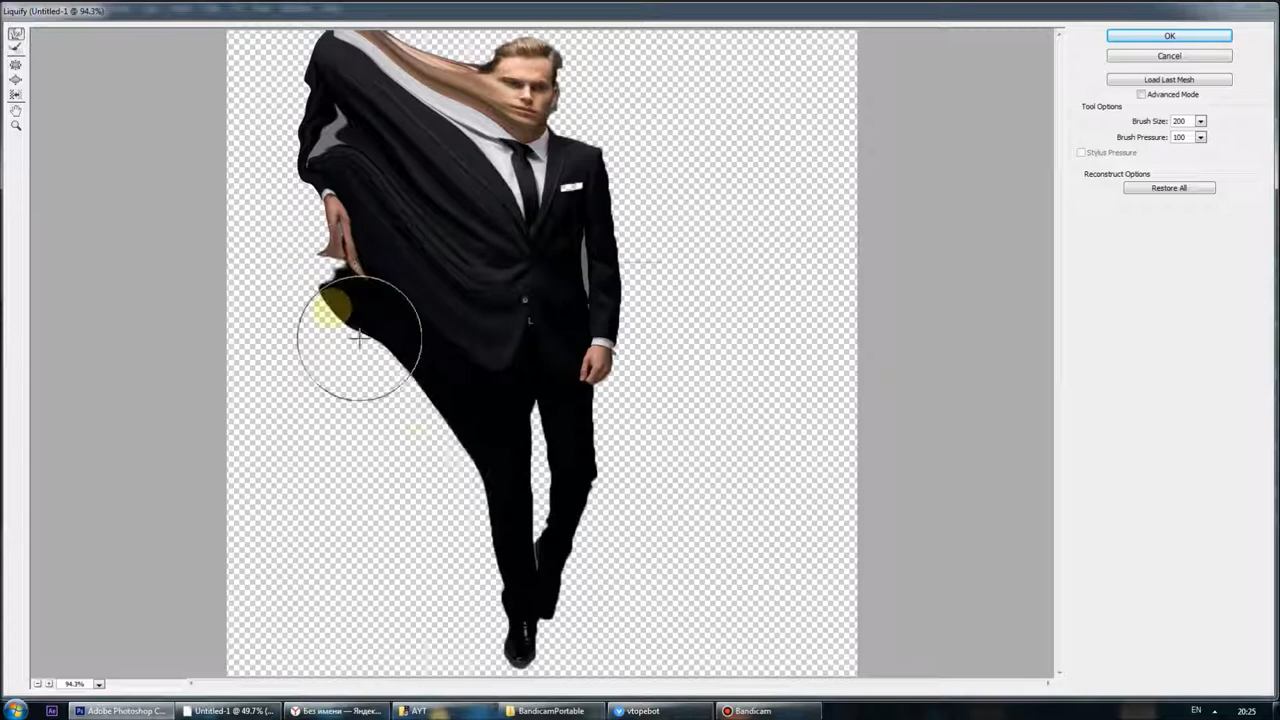 Liquify (Untitled-1 @ 94.3%)
OK
Cancel
Load Last Mesh
Advanced Mode
Tool Options
Brush Size: 200
Brush Pressure: 100
Stylus Pressure
Reconstruct Options
Restore All
94.3%
Ae
Ps Adobe Photoshop C...
Untitled-1 @ 49.7% (...
Без имени — Яндекс...
AYT
BandicamPortable
vtopebot
Bandicam
EN
20:25